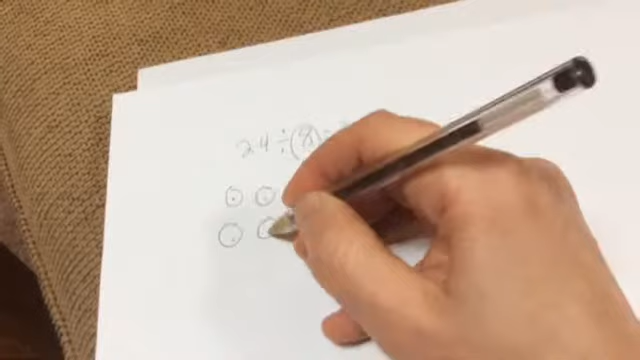 24 ÷ (8) =